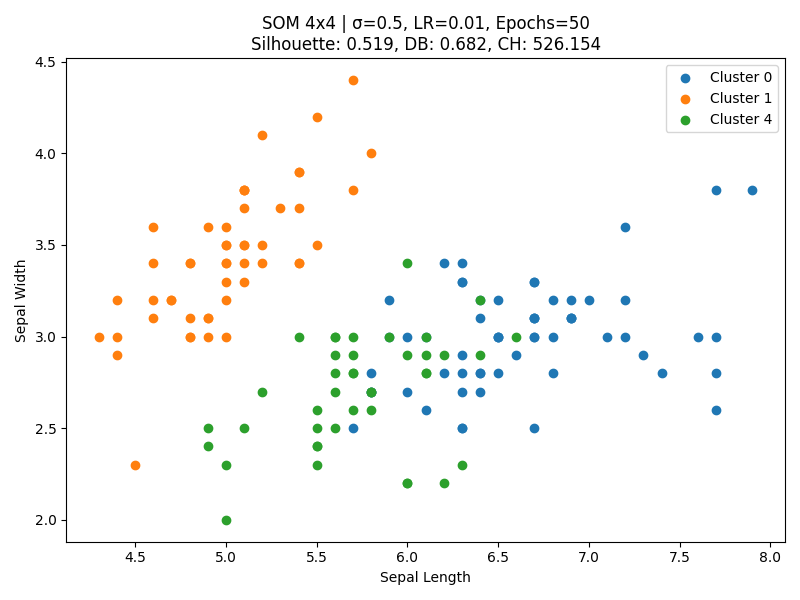 SOM 4x4 | σ=0.5, LR=0.01, Epochs=50
Silhouette: 0.519, DB: 0.682, CH: 526.154
Cluster 0
Cluster 1
Cluster 4
4.5
4.0
3.5
3.0
2.5
2.0
Sepal Width
4.5 5.0 5.5 6.0 6.5 7.0 7.5 8.0
Sepal Length